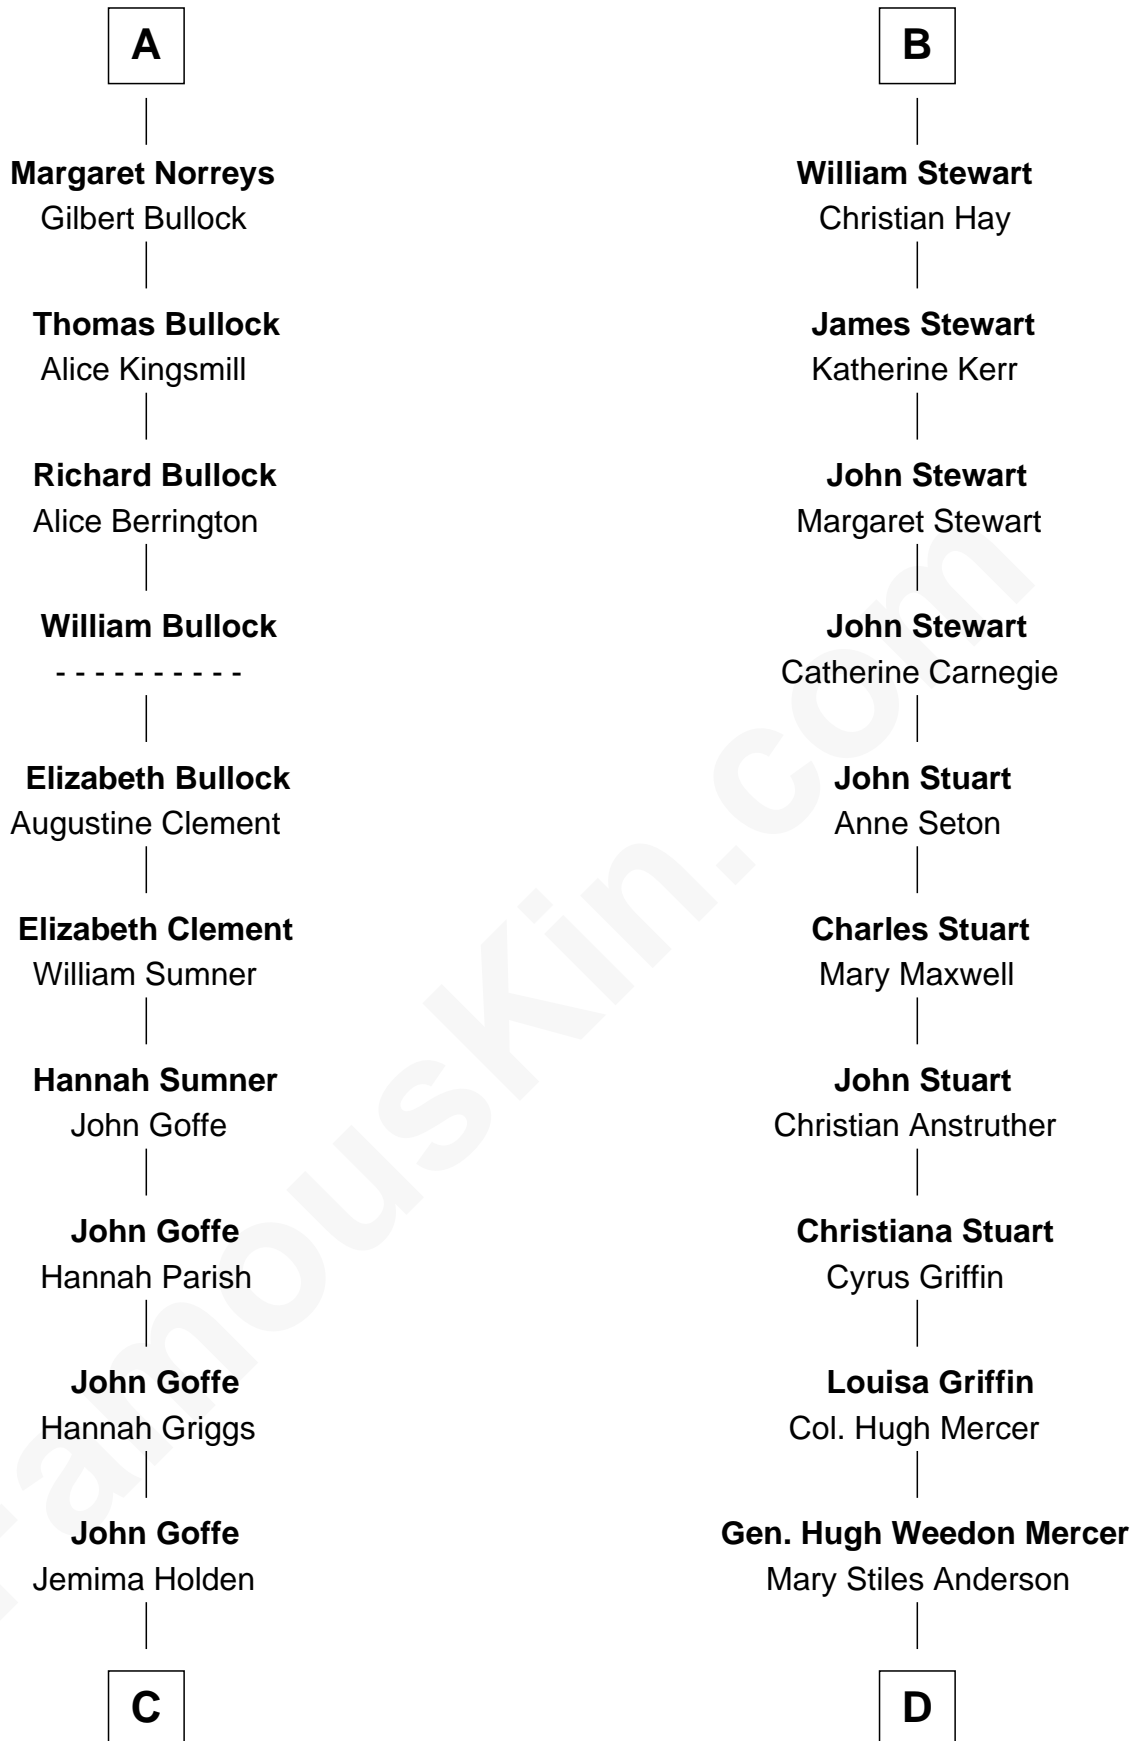 A
Margaret Norreys
Gilbert Bullock
Thomas Bullock
Alice Kingsmill
Richard Bullock
Alice Berrington
William Bullock
- - - - - - - - - -
Elizabeth Bullock
Augustine Clement
Elizabeth Clement
William Sumner
Hannah Sumner
John Goffe
John Goffe
Hannah Parish
John Goffe
Hannah Griggs
John Goffe
Jemima Holden
C
B
William Stewart
Christian Hay
James Stewart
Katherine Kerr
John Stewart
Margaret Stewart
John Stewart
Catherine Carnegie
John Stuart
Anne Seton
Charles Stuart
Mary Maxwell
John Stuart
Christian Anstruther
Christiana Stuart
Cyrus Griffin
Louisa Griffin
Col. Hugh Mercer
Gen. Hugh Weedon Mercer
Mary Stiles Anderson
D
FamousKin.com